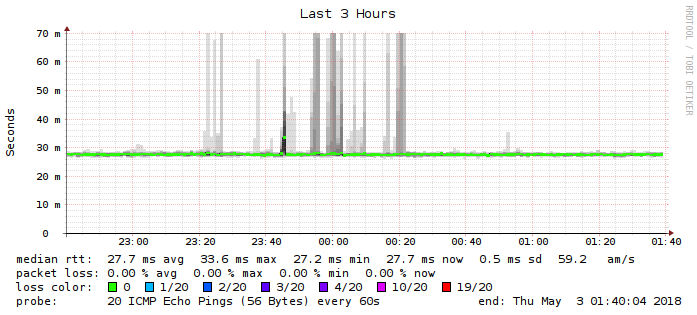 Last 3 Hours
RRDTOOL / TOBI OETIKER
Seconds
70 m
60 m
50 m
40 m
30 m
20 m
10 m
0
23:00 23:20 23:40 00:00 00:20 00:40 01:00 01:20 01:40
median rtt: 27.7 ms avg 33.6 ms max 27.2 ms min 27.7 ms now 0.5 ms sd 59.2 am/s
packet loss: 0.00 % avg 0.00 % max 0.00 % min 0.00 % now
loss color: 0 1/20 2/20 3/20 4/20 10/20 19/20
probe: 20 ICMP Echo Pings (56 Bytes) every 60s end: Thu May 3 01:40:04 2018